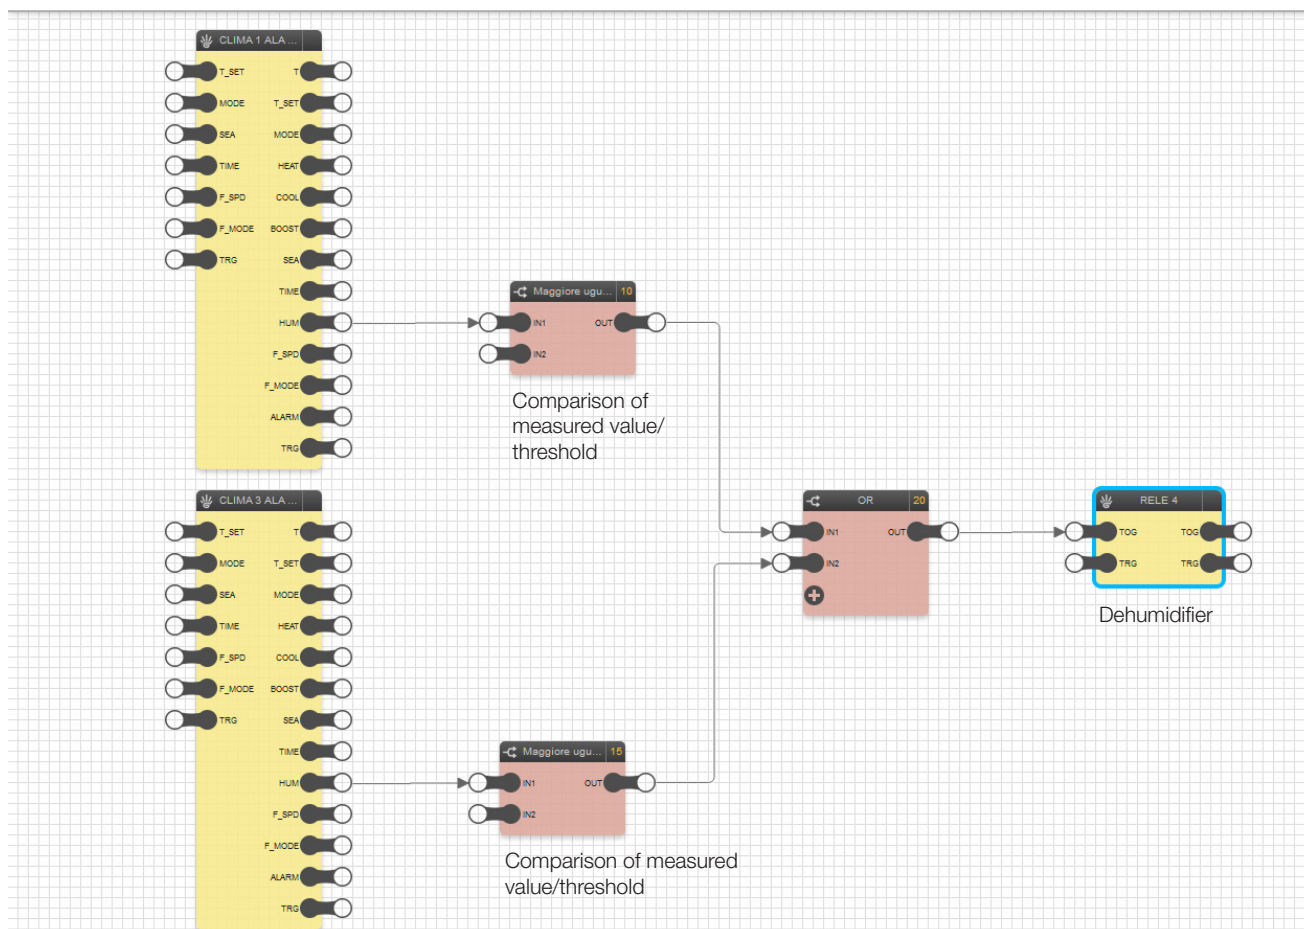 CLIMA 1 ALA ...
T_SET T
MODE T_SET
SEA MODE
TIME HEAT
F_SPD COOL
F_MODE BOOST
TRG SEA
TIME
HUM
F_SPD
F_MODE
ALARM
TRG
Maggiore ugu... 10
IN1 OUT
IN2
Comparison of
measured value/
threshold
CLIMA 3 ALA ...
T_SET T
MODE T_SET
SEA MODE
TIME HEAT
F_SPD COOL
F_MODE BOOST
TRG SEA
TIME
HUM
F_SPD
F_MODE
ALARM
TRG
Maggiore ugu... 15
IN1 OUT
IN2
Comparison of measured
value/threshold
OR 20
IN1 OUT
IN2
RELE 4
TOG TOG
TRG TRG
Dehumidifier